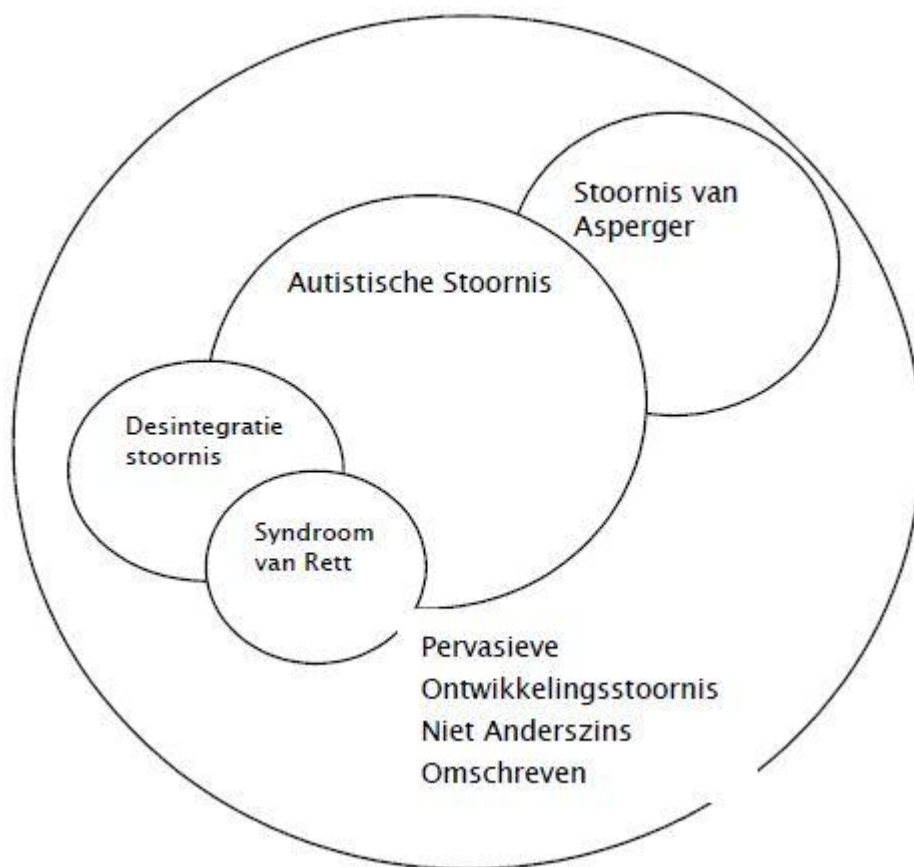 Stoornis van
Asperger
Autistische Stoornis
Desintegratie
stoornis
Syndroom
van Rett
Pervasieve
Ontwikkelingsstoornis
Niet Anderszins
Omschreven